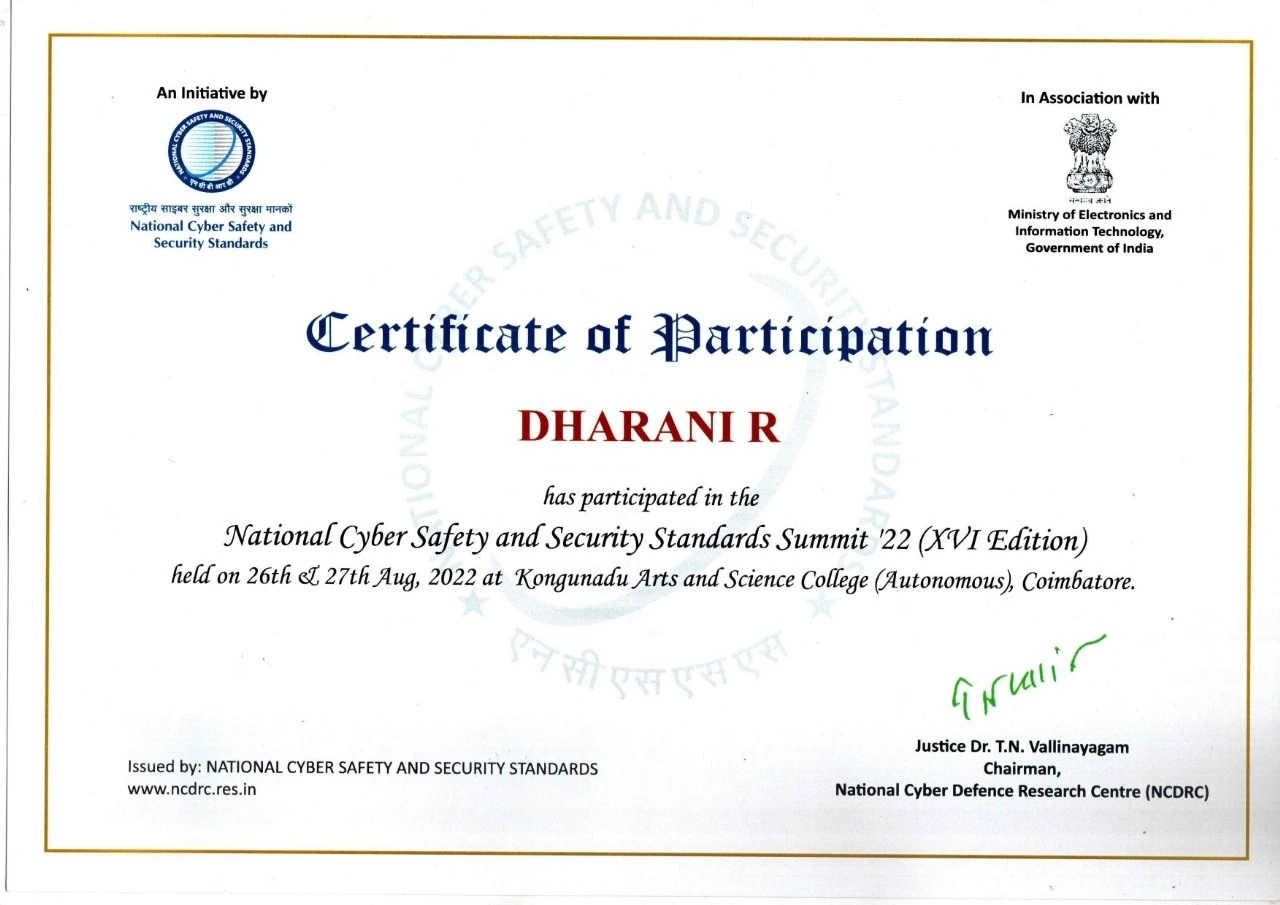 An Initiative by
NATIONAL CYBER SAFETY AND SECURITY STANDARDS
राष्ट्रीय साइबर सुरक्षा और सुरक्षा मानकों
National Cyber Safety and
Security Standards
In Association with
सत्यमेव जयते
Ministry of Electronics and
Information Technology,
Government of India
Certificate of Participation
DHARANI R
has participated in the
National Cyber Safety and Security Standards Summit '22 (XVI Edition)
held on 26th & 27th Aug, 2022 at Kongunadu Arts and Science College (Autonomous), Coimbatore.
NATIONAL CYBER SAFETY AND SECURITY STANDARDS
एन सी एस एस एस
Justice Dr. T.N. Vallinayagam
Chairman,
National Cyber Defence Research Centre (NCDRC)
Issued by: NATIONAL CYBER SAFETY AND SECURITY STANDARDS
www.ncdrc.res.in